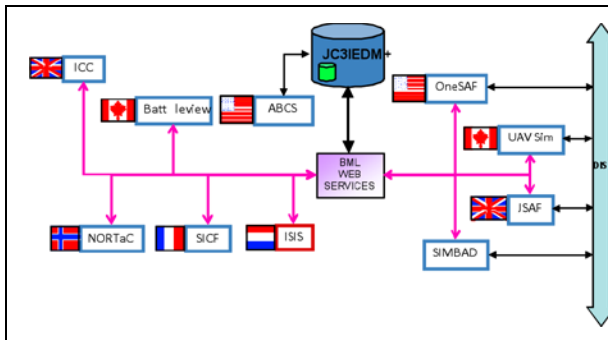 JC3IEDM+
ICC
OneSAF
Batt leview
ABCS
UAV Sim
BML
WEB
SERVICES
DIS
JSAF
NORTaC
SICF
ISIS
SIMBAD